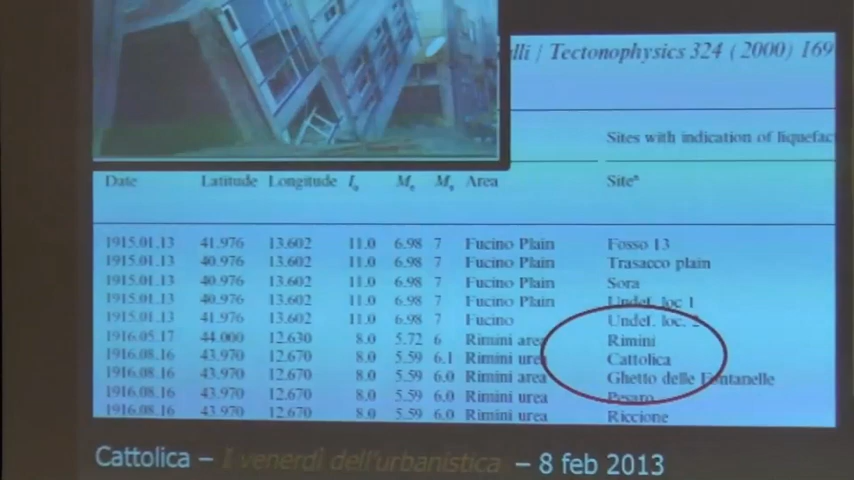 lli / Tectonophysics 324 (2000) 169
Sites with indication of liquefac
Date Latitude Longitude I₀ Mₑ Mₛ Area Siteᵃ
1915.01.13 41.976 13.602 11.0 6.98 7 Fucino Plain Fosso 13
1915.01.13 40.976 13.602 11.0 6.98 7 Fucino Plain Trasacco plain
1915.01.13 40.976 13.602 11.0 6.98 7 Fucino Plain Sora
1915.01.13 40.976 13.602 11.0 6.98 7 Fucino Plain Undef. loc 1
1915.01.13 41.976 13.602 11.0 6.98 7 Fucino Undef. loc. 2
1916.05.17 44.000 12.630 8.0 5.72 6 Rimini area Rimini
1916.08.16 43.970 12.670 8.0 5.59 6.1 Rimini urea Cattolica
1916.08.16 43.970 12.670 8.0 5.59 6.0 Rimini area Ghetto delle Fontanelle
1916.08.16 43.970 12.670 8.0 5.59 6.0 Rimini urea Pesaro
1916.08.16 43.970 12.670 8.0 5.59 6.0 Rimini urea Riccione
Cattolica – I venerdì dell'urbanistica – 8 feb 2013